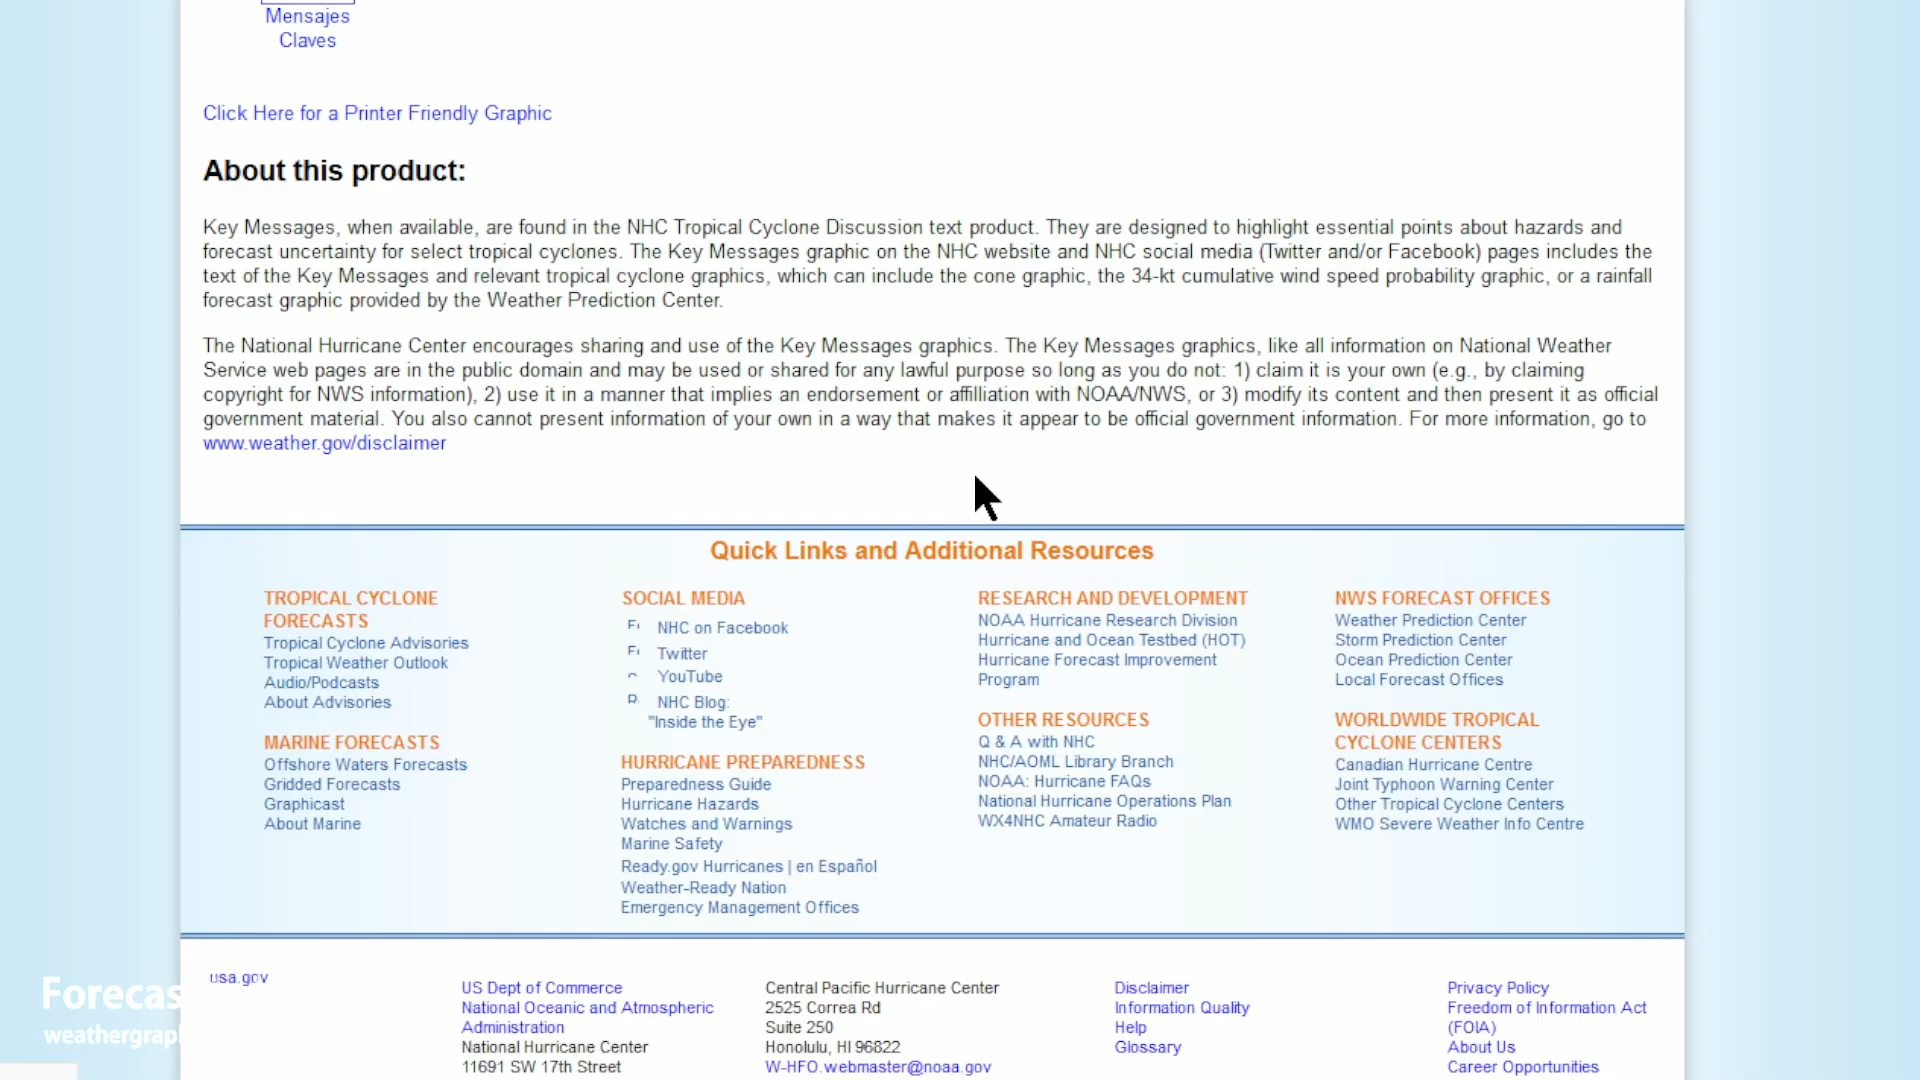 Mensajes
Claves
Click Here for a Printer Friendly Graphic
About this product:
Key Messages, when available, are found in the NHC Tropical Cyclone Discussion text product. They are designed to highlight essential points about hazards and
forecast uncertainty for select tropical cyclones. The Key Messages graphic on the NHC website and NHC social media (Twitter and/or Facebook) pages includes the
text of the Key Messages and relevant tropical cyclone graphics, which can include the cone graphic, the 34-kt cumulative wind speed probability graphic, or a rainfall
forecast graphic provided by the Weather Prediction Center.
The National Hurricane Center encourages sharing and use of the Key Messages graphics. The Key Messages graphics, like all information on National Weather
Service web pages are in the public domain and may be used or shared for any lawful purpose so long as you do not: 1) claim it is your own (e.g., by claiming
copyright for NWS information), 2) use it in a manner that implies an endorsement or affilliation with NOAA/NWS, or 3) modify its content and then present it as official
government material. You also cannot present information of your own in a way that makes it appear to be official government information. For more information, go to
www.weather.gov/disclaimer
Quick Links and Additional Resources
TROPICAL CYCLONE
FORECASTS
Tropical Cyclone Advisories
Tropical Weather Outlook
Audio/Podcasts
About Advisories
MARINE FORECASTS
Offshore Waters Forecasts
Gridded Forecasts
Graphicast
About Marine
SOCIAL MEDIA
NHC on Facebook
Twitter
YouTube
NHC Blog:
"Inside the Eye"
HURRICANE PREPAREDNESS
Preparedness Guide
Hurricane Hazards
Watches and Warnings
Marine Safety
Ready.gov Hurricanes | en Español
Weather-Ready Nation
Emergency Management Offices
RESEARCH AND DEVELOPMENT
NOAA Hurricane Research Division
Hurricane and Ocean Testbed (HOT)
Hurricane Forecast Improvement
Program
OTHER RESOURCES
Q & A with NHC
NHC/AOML Library Branch
NOAA: Hurricane FAQs
National Hurricane Operations Plan
WX4NHC Amateur Radio
NWS FORECAST OFFICES
Weather Prediction Center
Storm Prediction Center
Ocean Prediction Center
Local Forecast Offices
WORLDWIDE TROPICAL
CYCLONE CENTERS
Canadian Hurricane Centre
Joint Typhoon Warning Center
Other Tropical Cyclone Centers
WMO Severe Weather Info Centre
usa.gov
US Dept of Commerce
National Oceanic and Atmospheric
Administration
National Hurricane Center
11691 SW 17th Street
Central Pacific Hurricane Center
2525 Correa Rd
Suite 250
Honolulu, HI 96822
W-HFO.webmaster@noaa.gov
Disclaimer
Information Quality
Help
Glossary
Privacy Policy
Freedom of Information Act
(FOIA)
About Us
Career Opportunities
Forecas
weathergrap